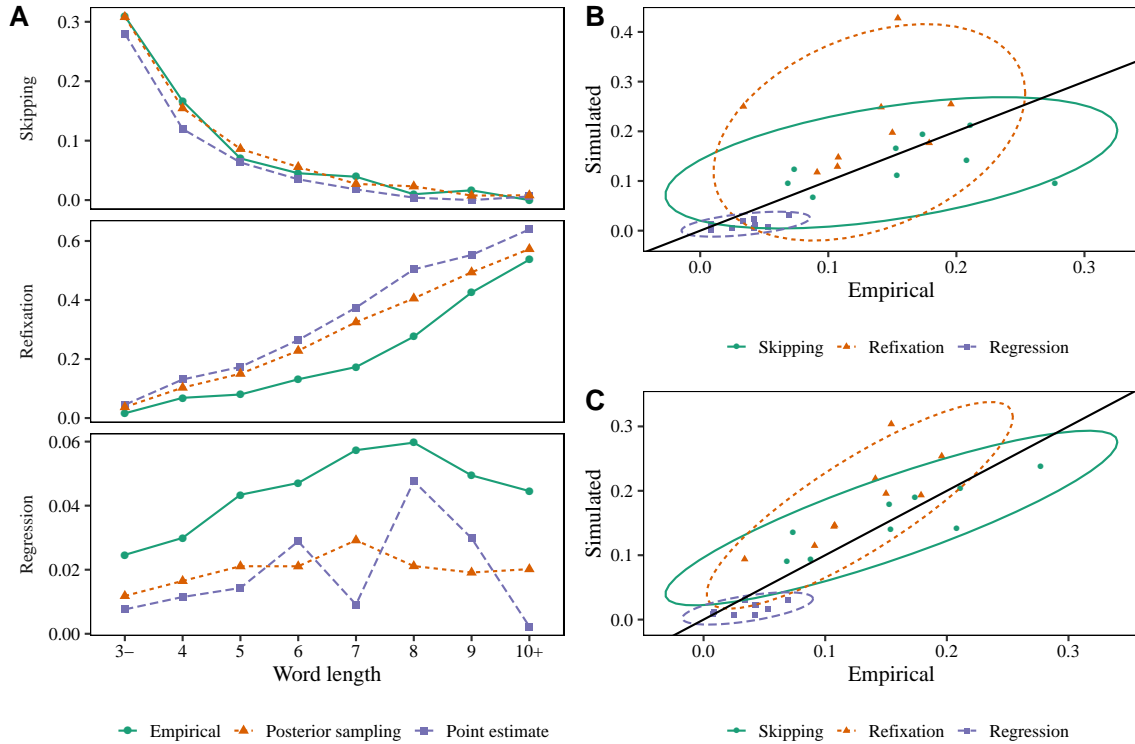 A
Skipping
0.3
0.2
0.1
0.0
Refixation
0.6
0.4
0.2
0.0
Regression
0.06
0.04
0.02
0.00
3− 4 5 6 7 8 9 10+
Word length
Empirical Posterior sampling Point estimate
B
Simulated
0.4
0.3
0.2
0.1
0.0
0.0 0.1 0.2 0.3
Empirical
Skipping Refixation Regression
C
Simulated
0.3
0.2
0.1
0.0
0.0 0.1 0.2 0.3
Empirical
Skipping Refixation Regression